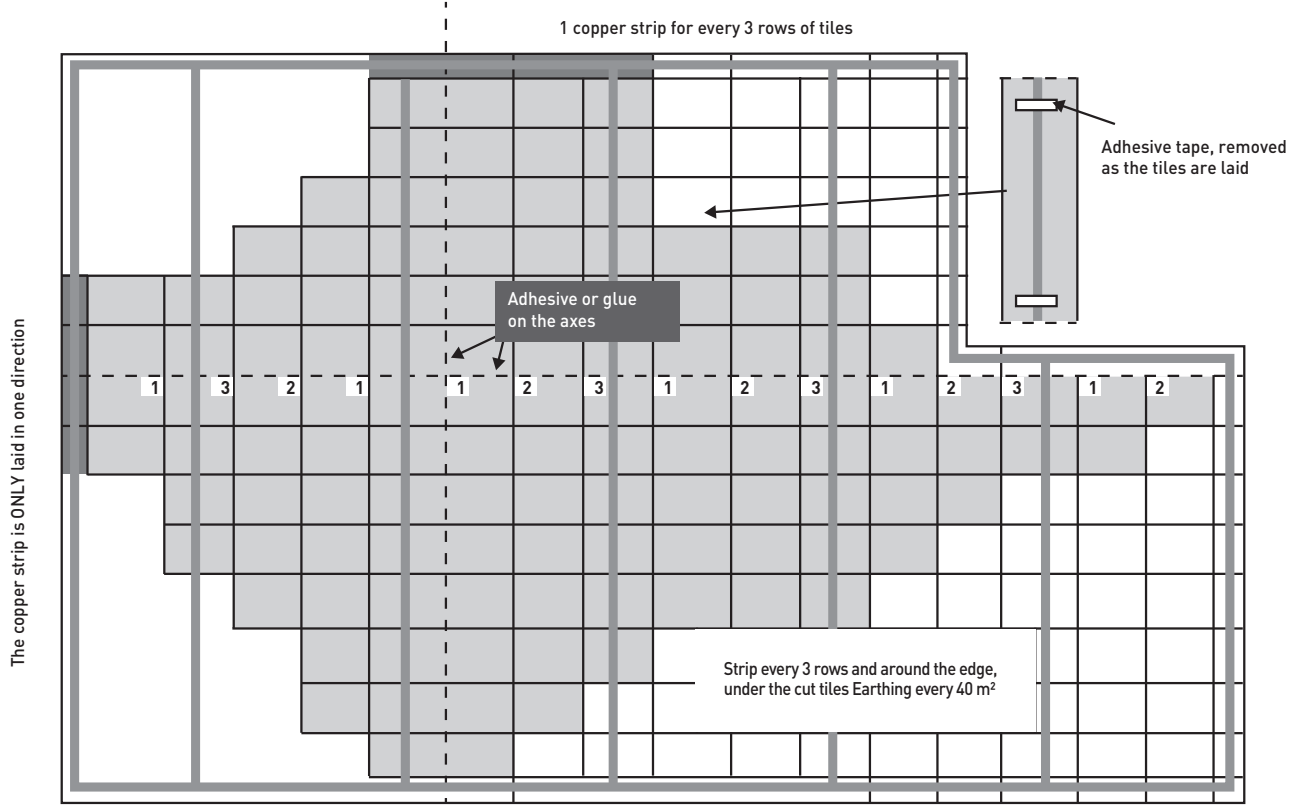 1 copper strip for every 3 rows of tiles
Adhesive tape, removed
as the tiles are laid
The copper strip is ONLY laid in one direction
Adhesive or glue
on the axes
1 3 2 1 1 2 3 1 2 3 1 2 3 1 2
Strip every 3 rows and around the edge,
under the cut tiles Earthing every 40 m²